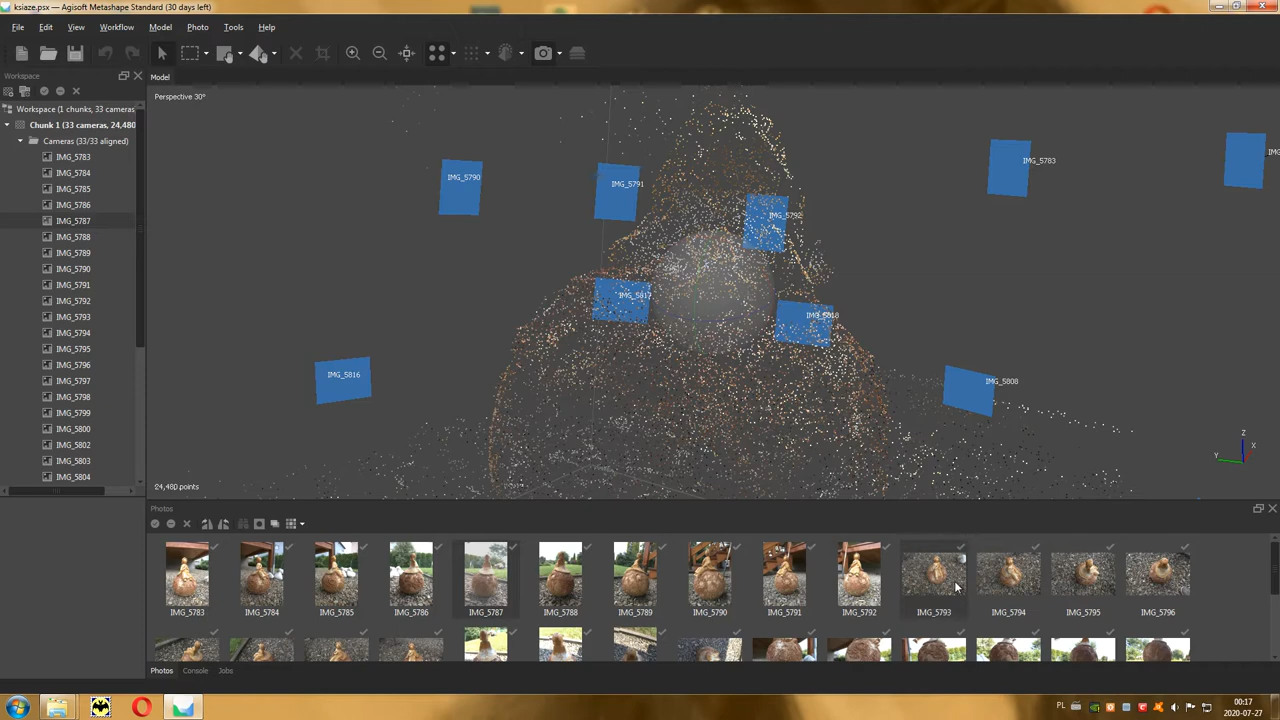 ksiaze.psx — Agisoft Metashape Standard (30 days left)
File Edit View Workflow Model Photo Tools Help
Workspace
Model
Workspace (1 chunks, 33 cameras
Chunk 1 (33 cameras, 24,480
Cameras (33/33 aligned)
IMG_5783
IMG_5784
IMG_5785
IMG_5786
IMG_5787
IMG_5788
IMG_5789
IMG_5790
IMG_5791
IMG_5792
IMG_5793
IMG_5794
IMG_5795
IMG_5796
IMG_5797
IMG_5798
IMG_5799
IMG_5800
IMG_5802
IMG_5803
IMG_5804
Perspective 30°
IMG_5783
IMG_5790
IMG_5791
IMG_5792
IMG_5817
IMG_5818
IMG_5816
IMG_5808
Z
X
Y
24,480 points
Photos
IMG_5783 IMG_5784 IMG_5785 IMG_5786 IMG_5787 IMG_5788 IMG_5789 IMG_5790 IMG_5791 IMG_5792 IMG_5793 IMG_5794 IMG_5795 IMG_5796
Photos Console Jobs
PL
00:17
2020-07-27